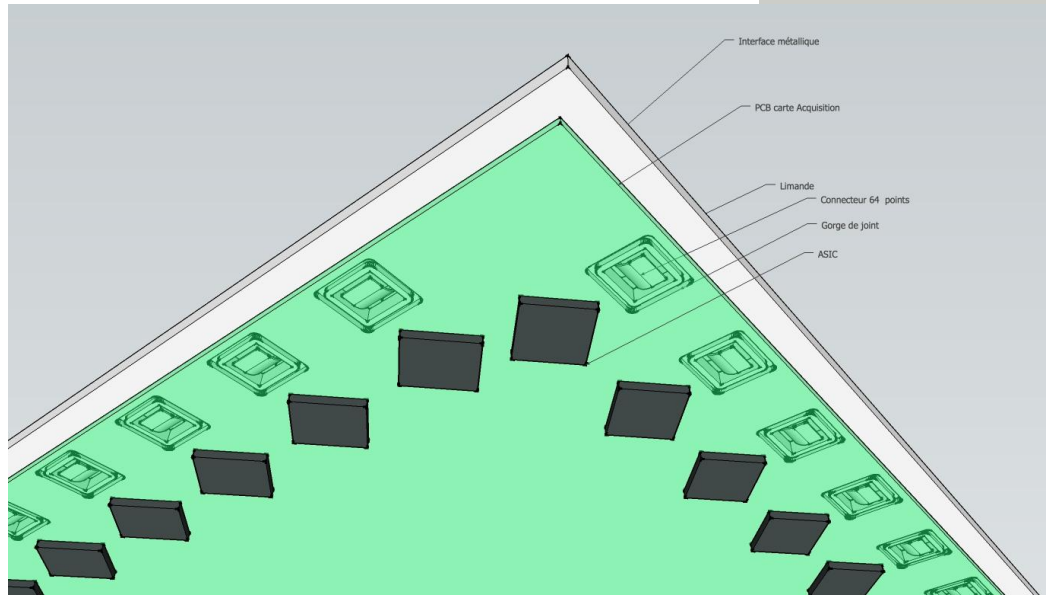 Interface métallique
PCB carte Acquisition
Limande
Connecteur 64 points
Gorge de joint
ASIC